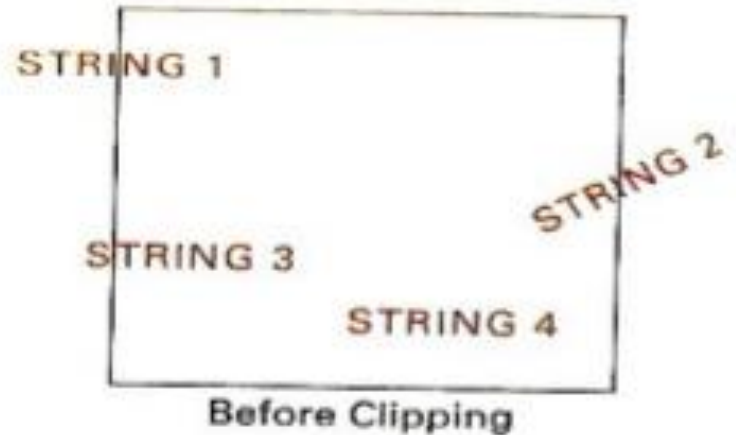 STRING 1
STRING 2
STRING 3
STRING 4
Before Clipping